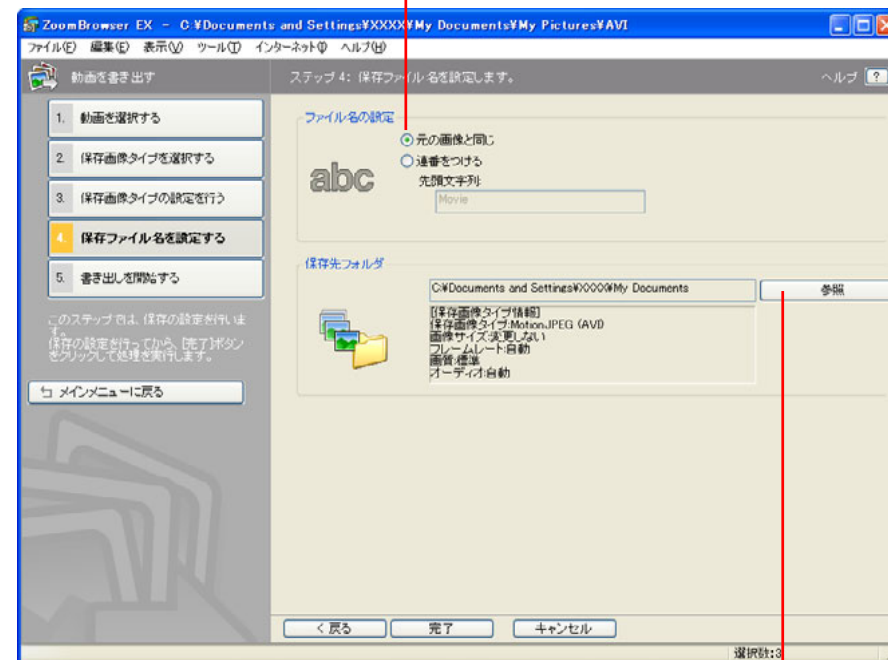 ZoomBrowser EX - C:¥Documents and Settings¥XXXX¥My Documents¥My Pictures¥AVI
ファイル(F) 編集(E) 表示(V) ツール(T) インターネット(I) ヘルプ(H)
動画を書き出す
ステップ 4: 保存ファイル名を設定します。
ヘルプ ?
1. 動画を選択する
2. 保存画像タイプを選択する
3. 保存画像タイプの設定を行う
4. 保存ファイル名を設定する
5. 書き出しを開始する
このステップでは、保存の設定を行いま
す。
保存の設定を行ってから、[完了]ボタン
をクリックして処理を実行します。
メインメニューに戻る
ファイル名の設定
abc
元の画像と同じ
連番をつける
先頭文字列:
Movie
保存先フォルダ
C:¥Documents and Settings¥XXXX¥My Documents
参照
[保存画像タイプ情報]
保存画像タイプ:MotionJPEG (AVI)
画像サイズ:変更しない
フレームレート:自動
画質:標準
オーディオ:自動
< 戻る
完了
キャンセル
選択数:3